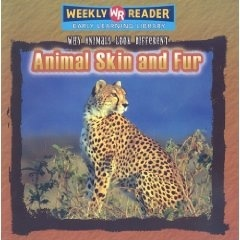 WEEKLY WR READER
EARLY LEARNING LIBRARY
WHY ANIMALS LOOK DIFFERENT
Animal Skin and Fur